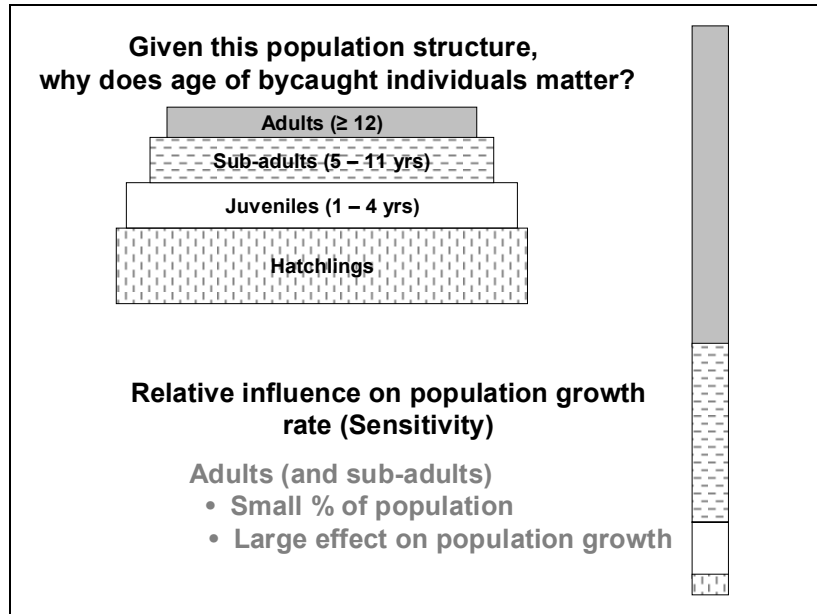 Given this population structure,
why does age of bycaught individuals matter?
Adults (≥ 12)
Sub-adults (5 – 11 yrs)
Juveniles (1 – 4 yrs)
Hatchlings
Relative influence on population growth
rate (Sensitivity)
Adults (and sub-adults)
• Small % of population
• Large effect on population growth